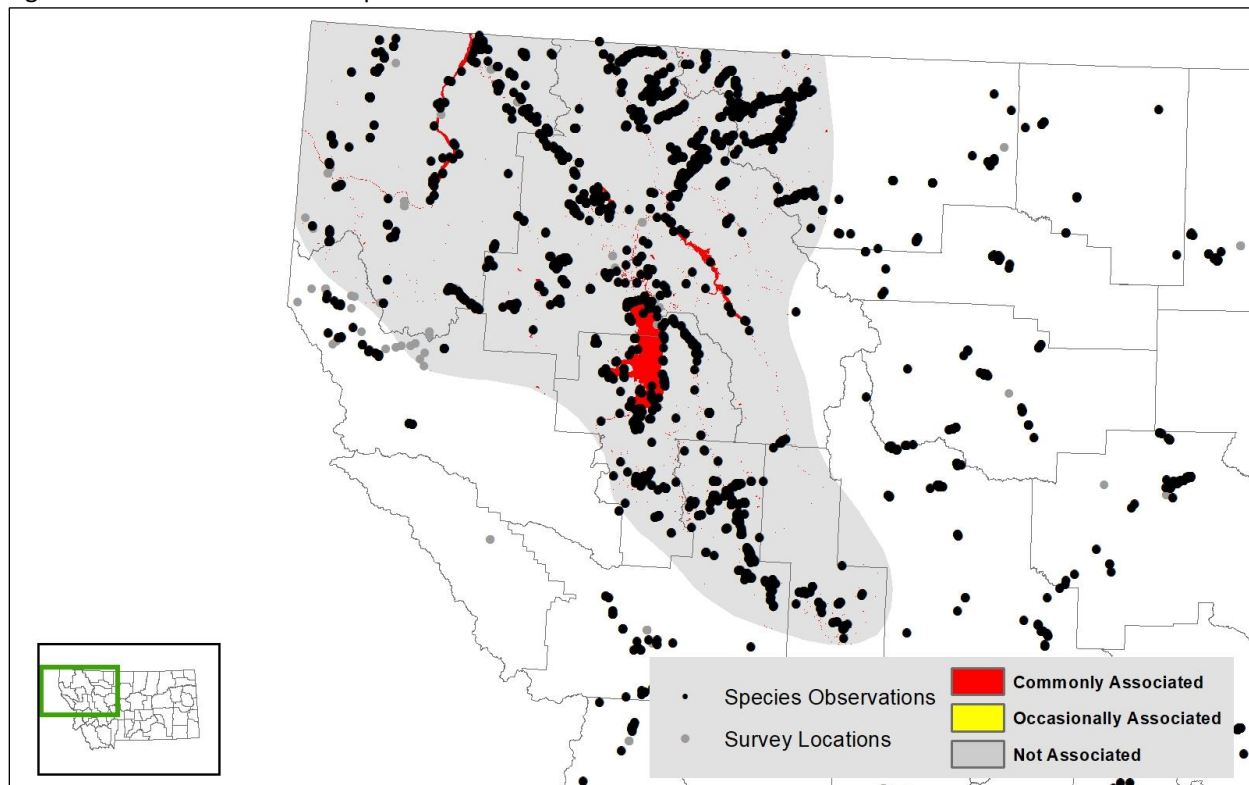 Species Observations
Survey Locations
Commonly Associated
Occasionally Associated
Not Associated